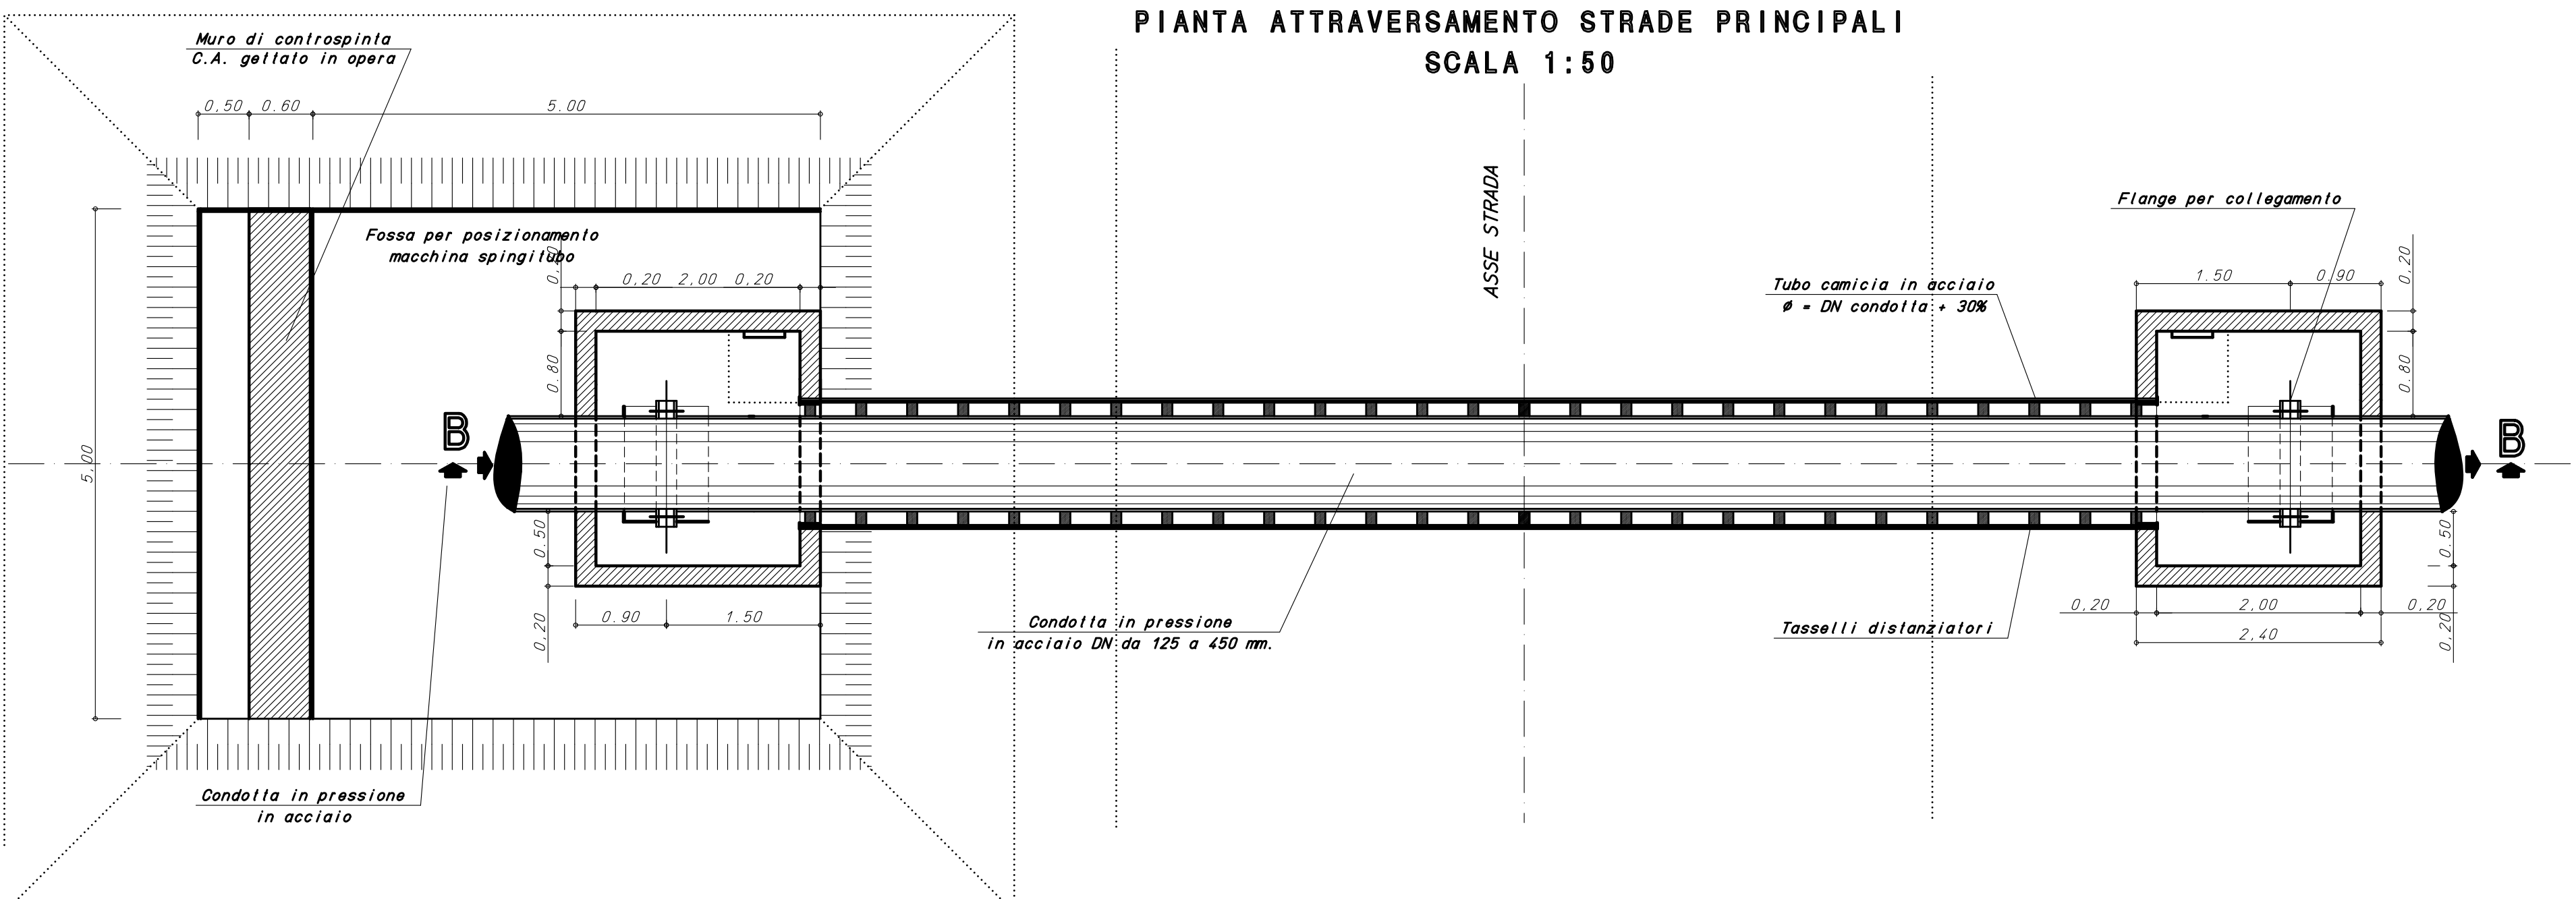 PIANTA ATTRAVERSAMENTO STRADE PRINCIPALI
SCALA 1:50
Muro di controspinta
C.A. gettato in opera
0,50
0.60
5.00
Fossa per posizionamento
macchina spingitubo
0,20
0,20
2,00
0,20
0.80
5,00
B
0.50
0.90
1.50
0,20
Condotta in pressione
in acciaio
ASSE STRADA
Condotta in pressione
in acciaio DN da 125 a 450 mm.
Tubo camicia in acciaio
Ø = DN condotta + 30%
Tasselli distanziatori
Flange per collegamento
1.50
0.90
0,20
0.80
B
0.50
0,20
2,00
0,20
2,40
0,20